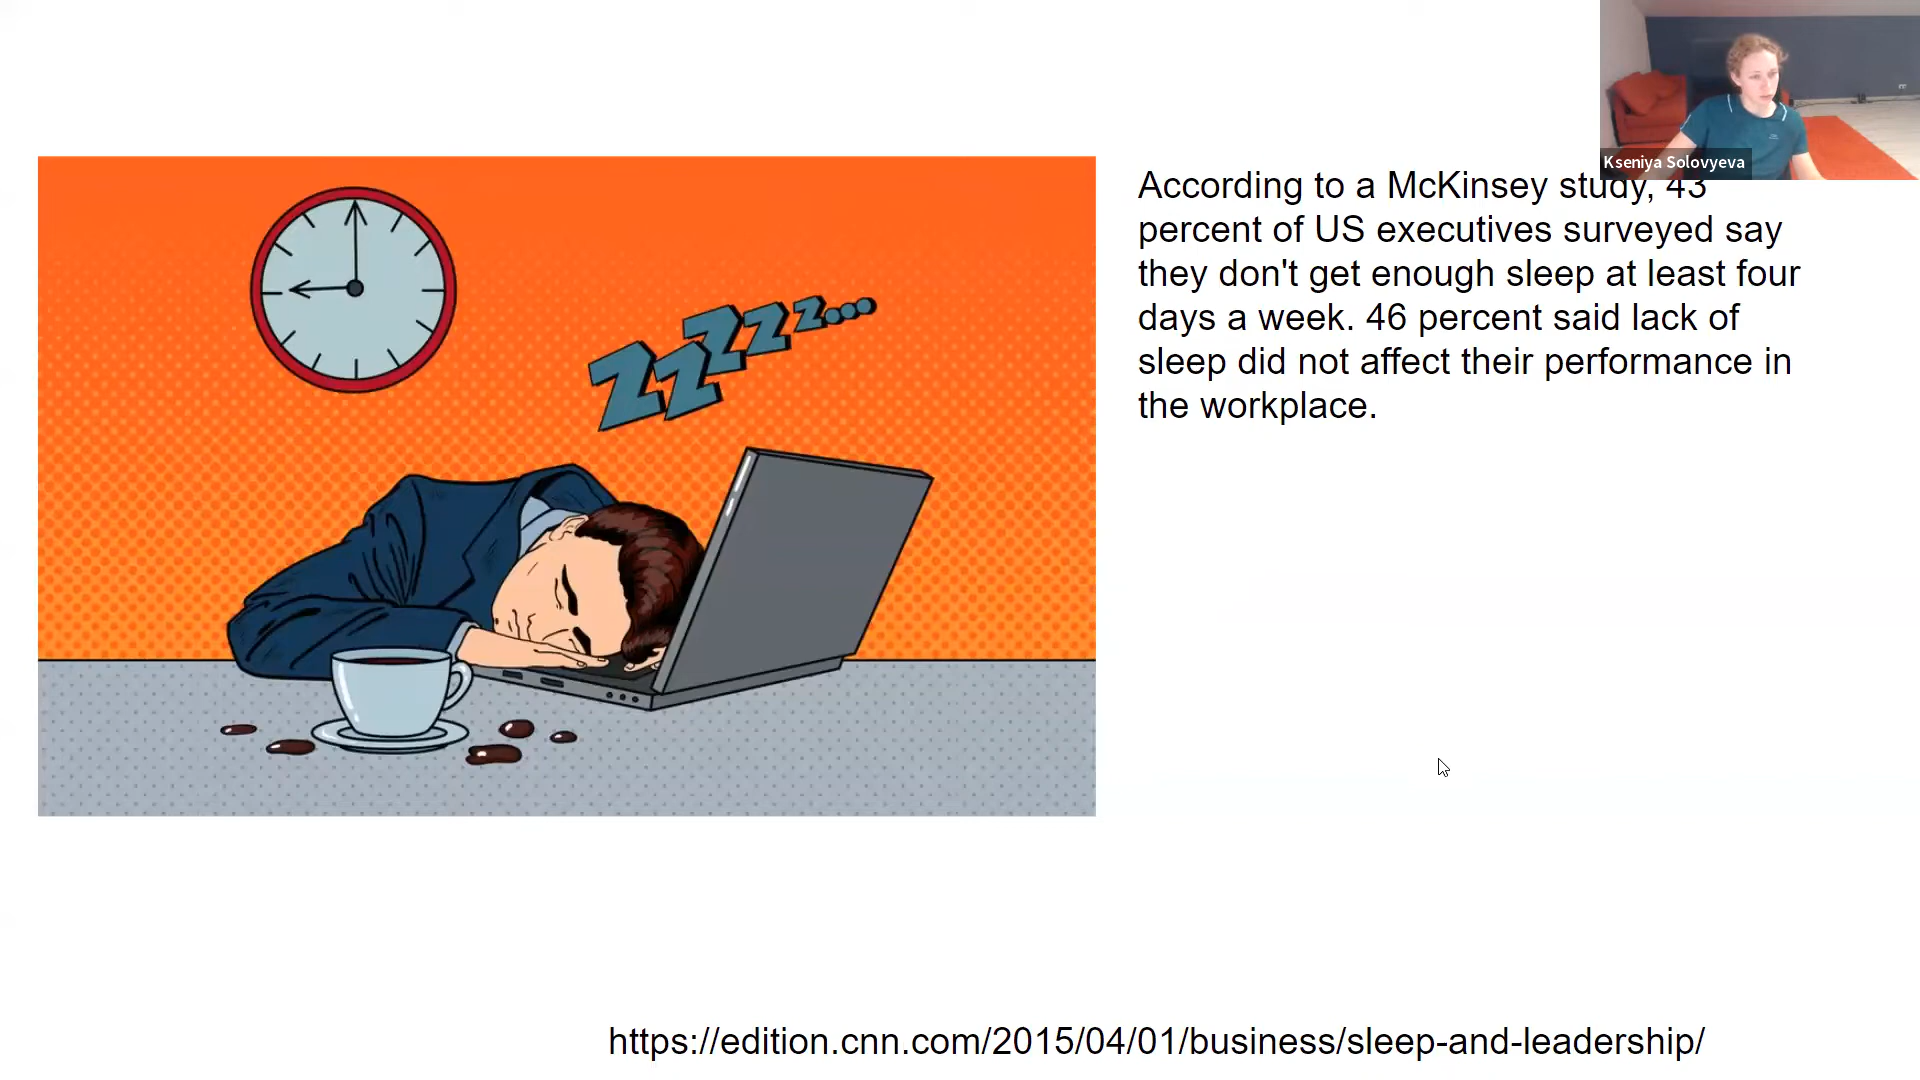 Kseniya Solovyeva
According to a McKinsey study, 43
percent of US executives surveyed say
they don't get enough sleep at least four
days a week. 46 percent said lack of
sleep did not affect their performance in
the workplace.
ZZZZZ...
https://edition.cnn.com/2015/04/01/business/sleep-and-leadership/